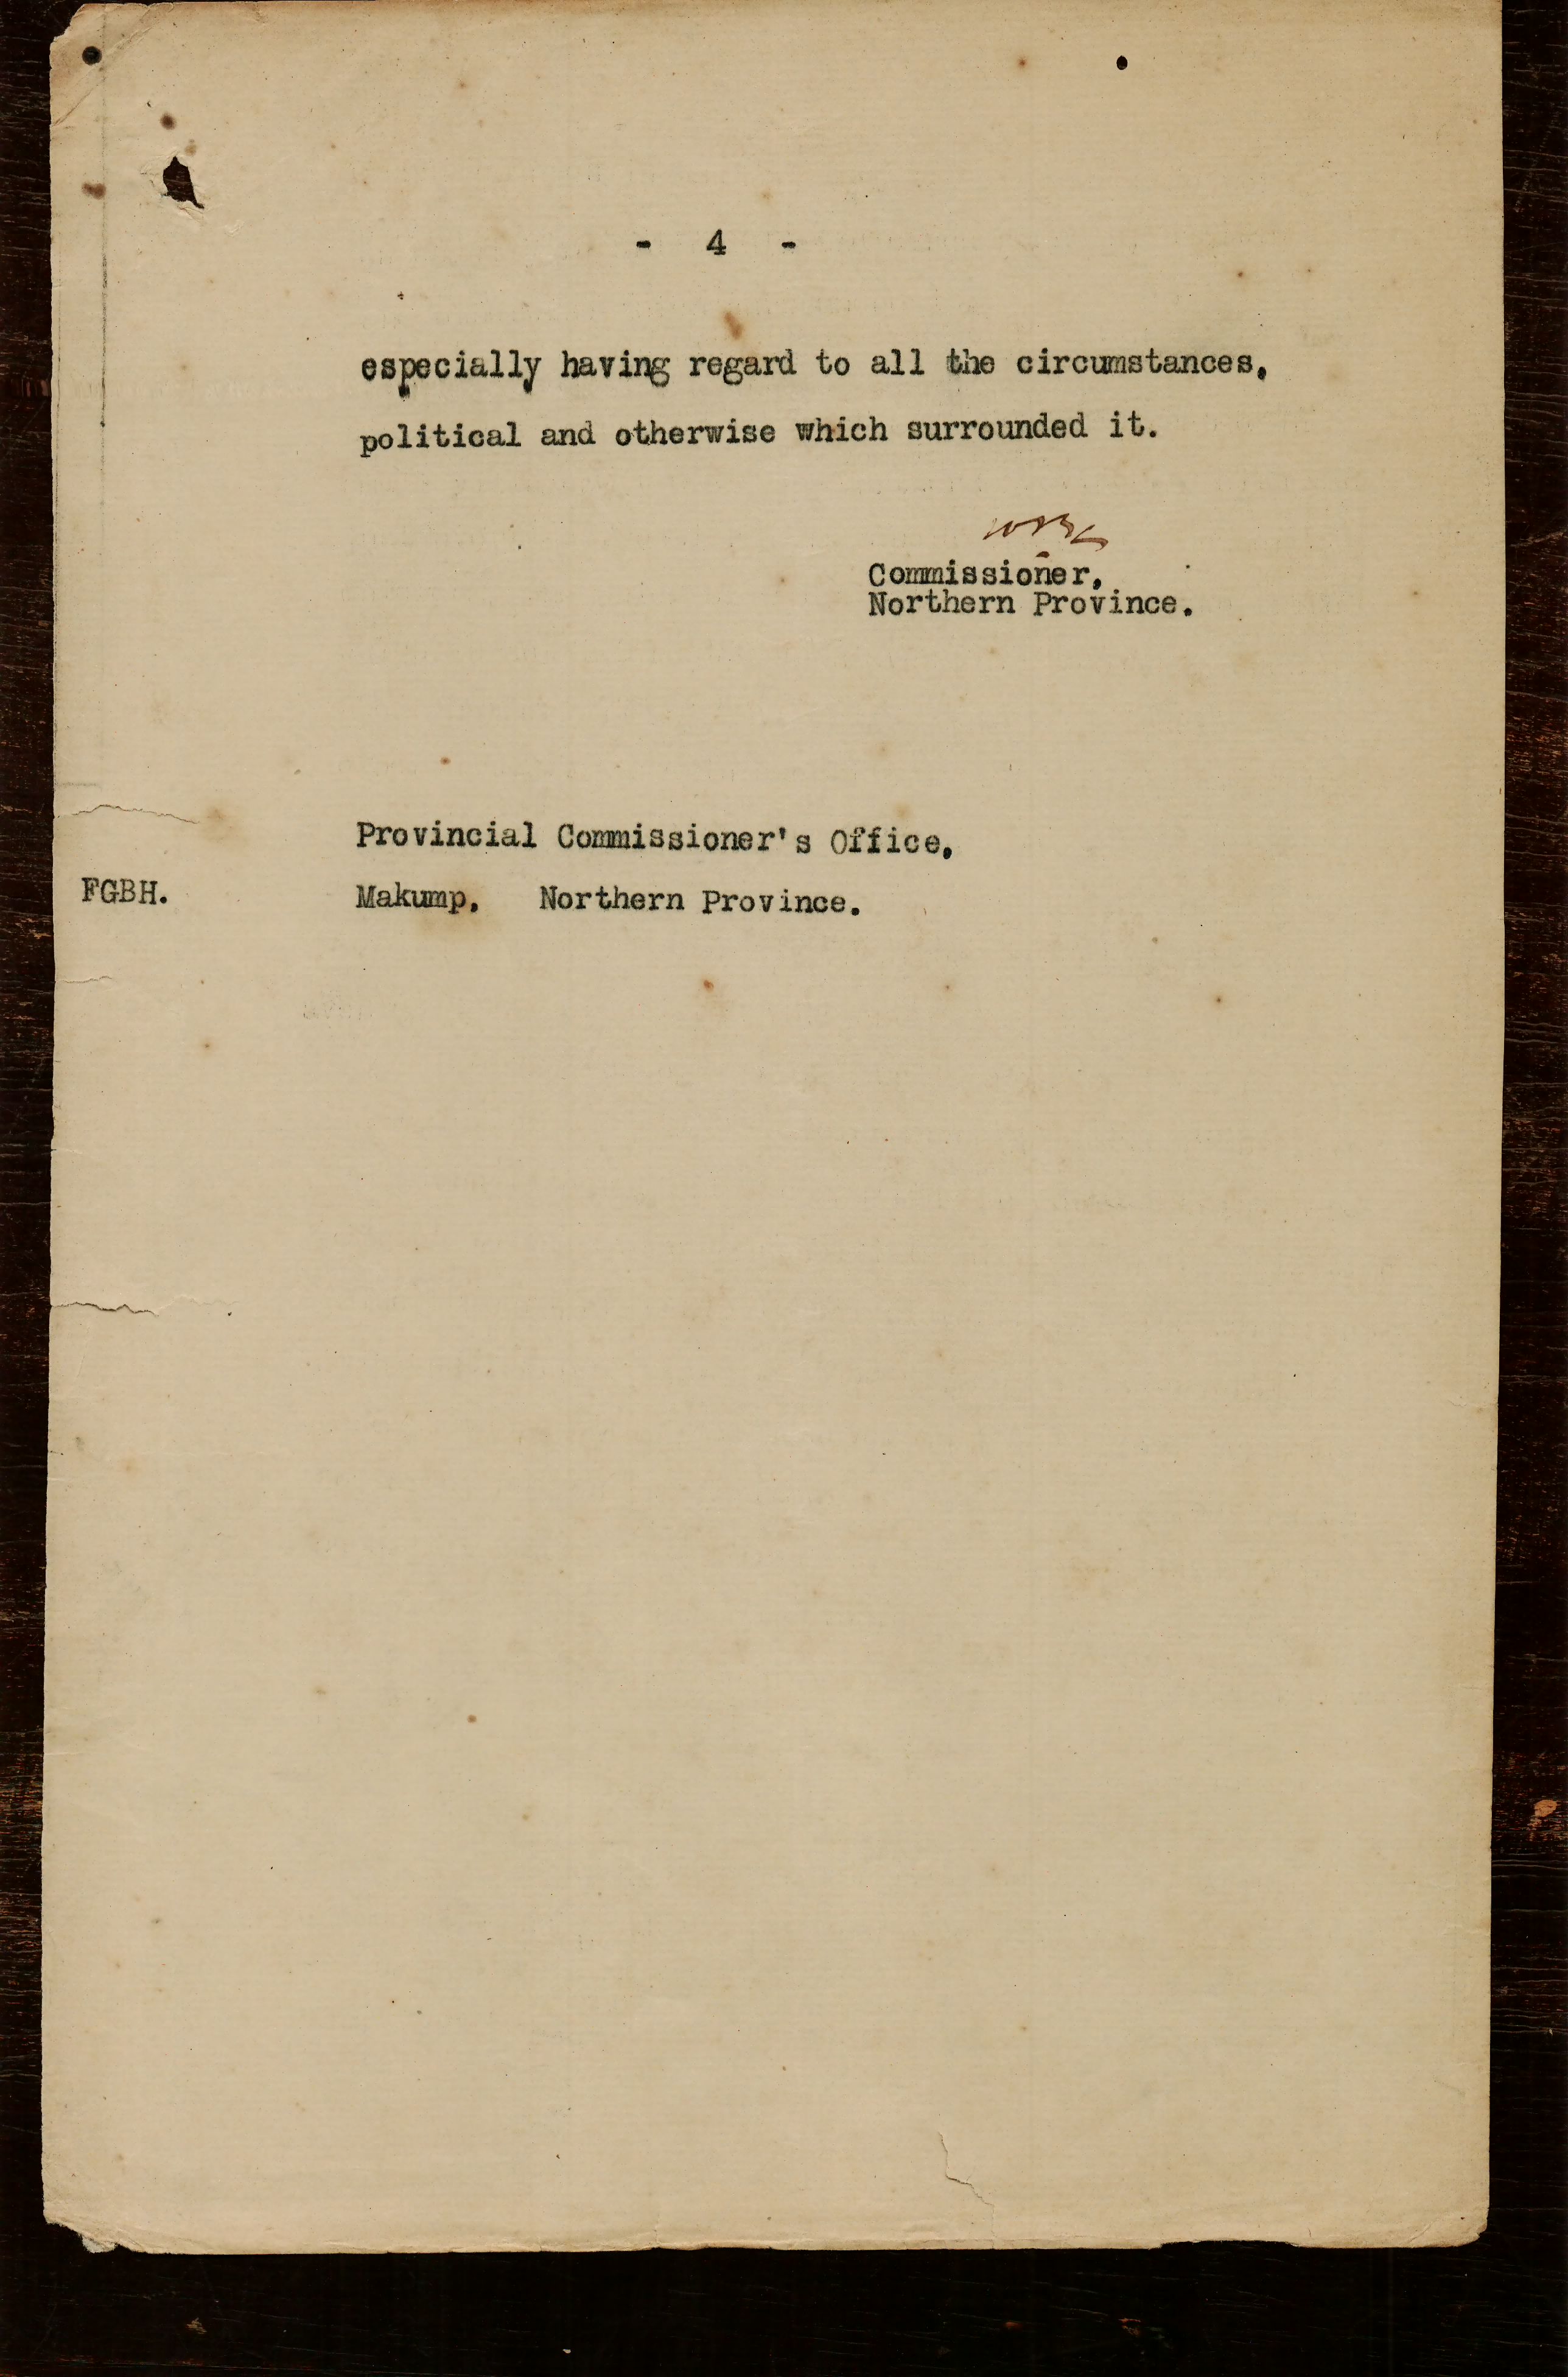 - 4 -
especially having regard to all the circumstances,
political and otherwise which surrounded it.
Commissioner,
Northern Province.
Provincial Commissioner's Office,
FGBH. Makump, Northern Province.